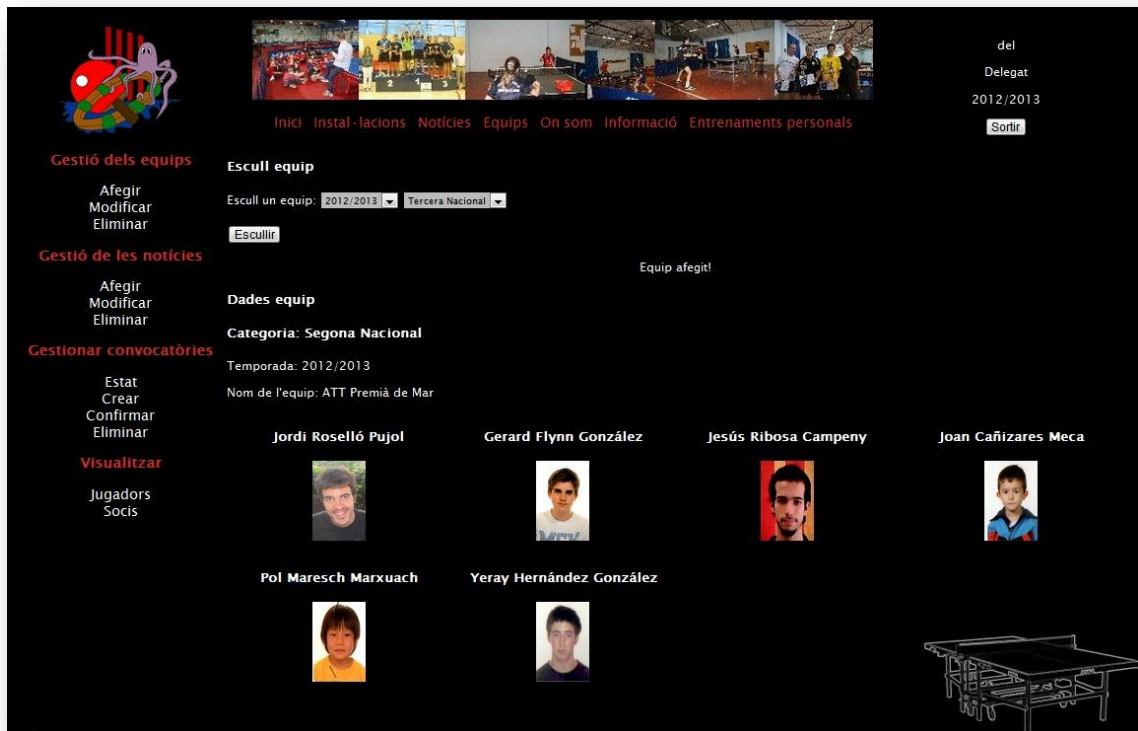 del
Delegat
2012/2013
Sortir
Inici Instal·lacions Notícies Equips On som Informació Entrenaments personals
Gestió dels equips
Afegir
Modificar
Eliminar
Gestió de les notícies
Afegir
Modificar
Eliminar
Gestionar convocatòries
Estat
Crear
Confirmar
Eliminar
Visualitzar
Jugadors
Socis
Escull equip
Escull un equip: 2012/2013 Tercera Nacional
Escullir
Equip afegit!
Dades equip
Categoria: Segona Nacional
Temporada: 2012/2013
Nom de l'equip: ATT Premià de Mar
Jordi Roselló Pujol Gerard Flynn González Jesús Ribosa Campeny Joan Cañizares Meca
Pol Maresch Marxuach Yeray Hernández González